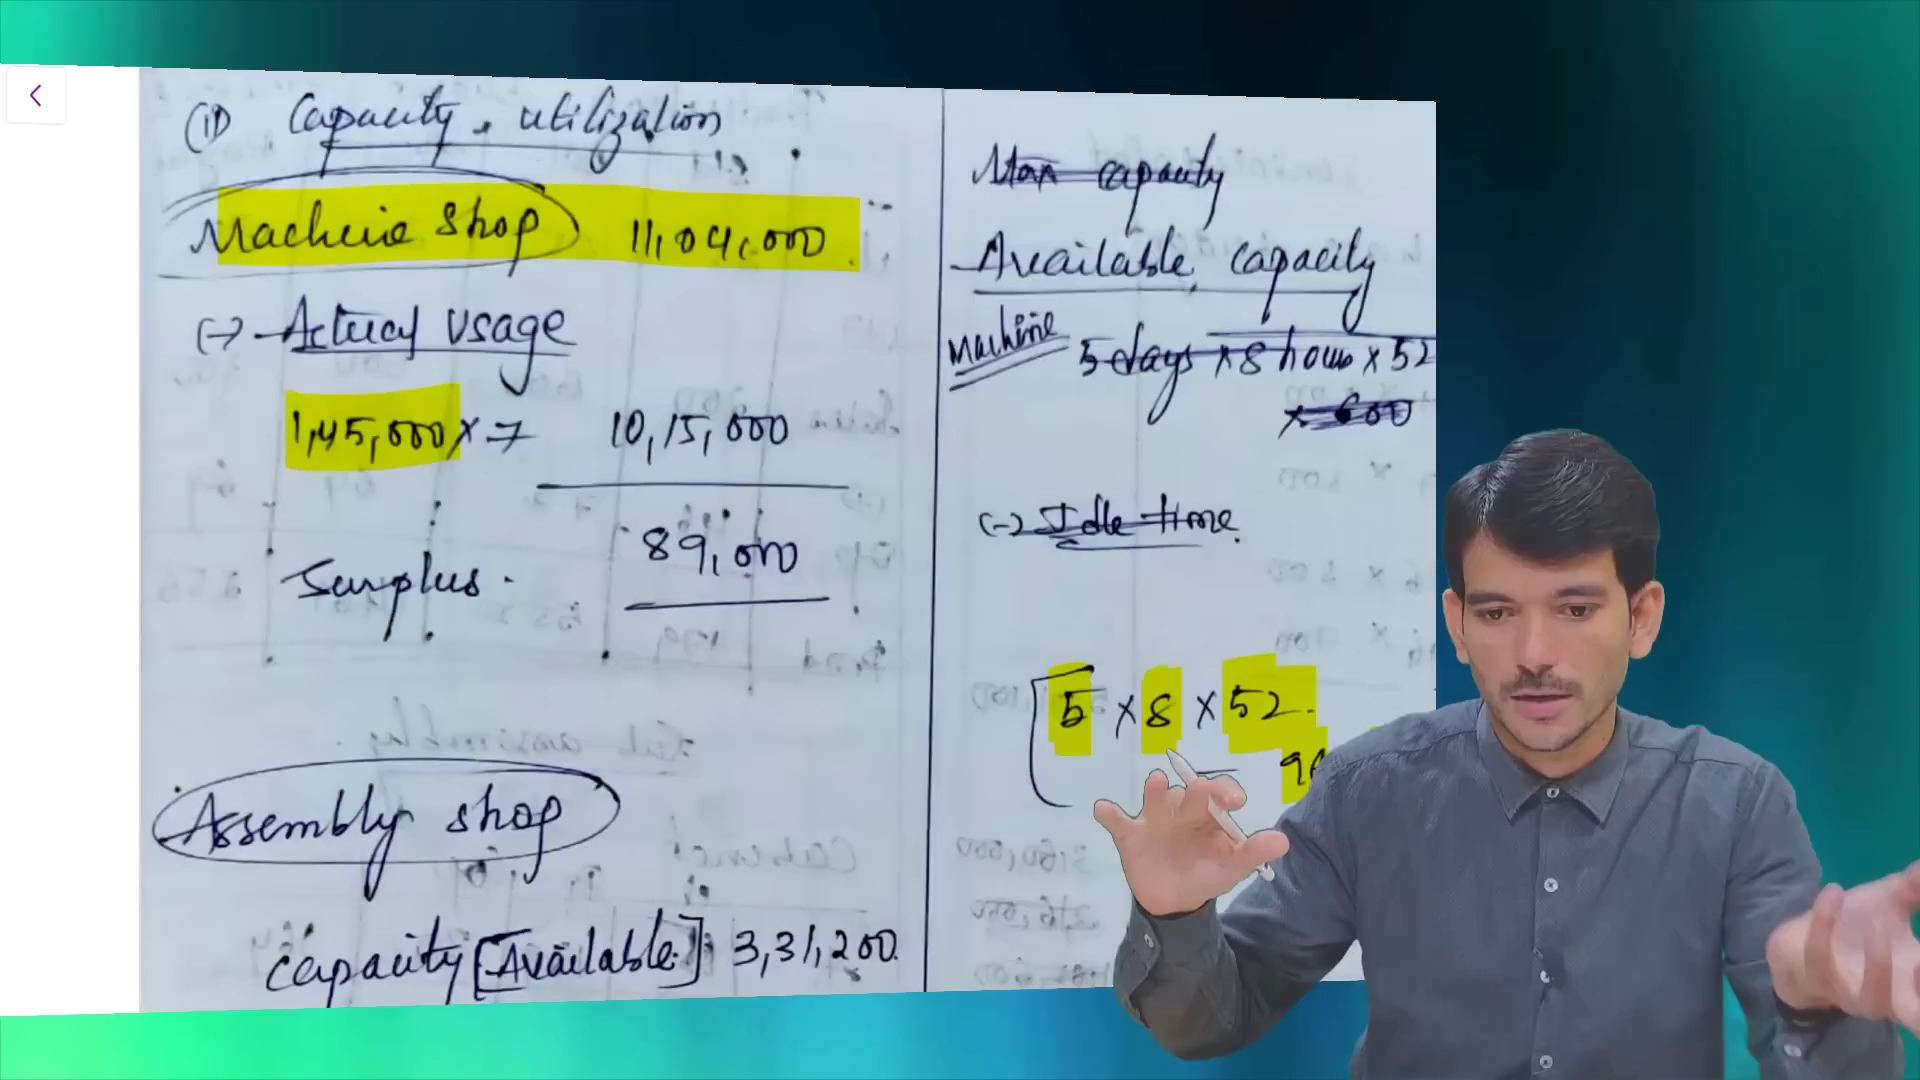 (1) Capacity utilization
Machine shop 11,04,000
(-) Actual usage
1,45,000 x 7 10,15,000
89,000
Surplus.
Assembly shop
Capacity [Available] 3,31,200
Man capacity
Available capacity
Machine 5 days x 8 hours x 52
x 600
(-) Idle time
5 x 8 x 52